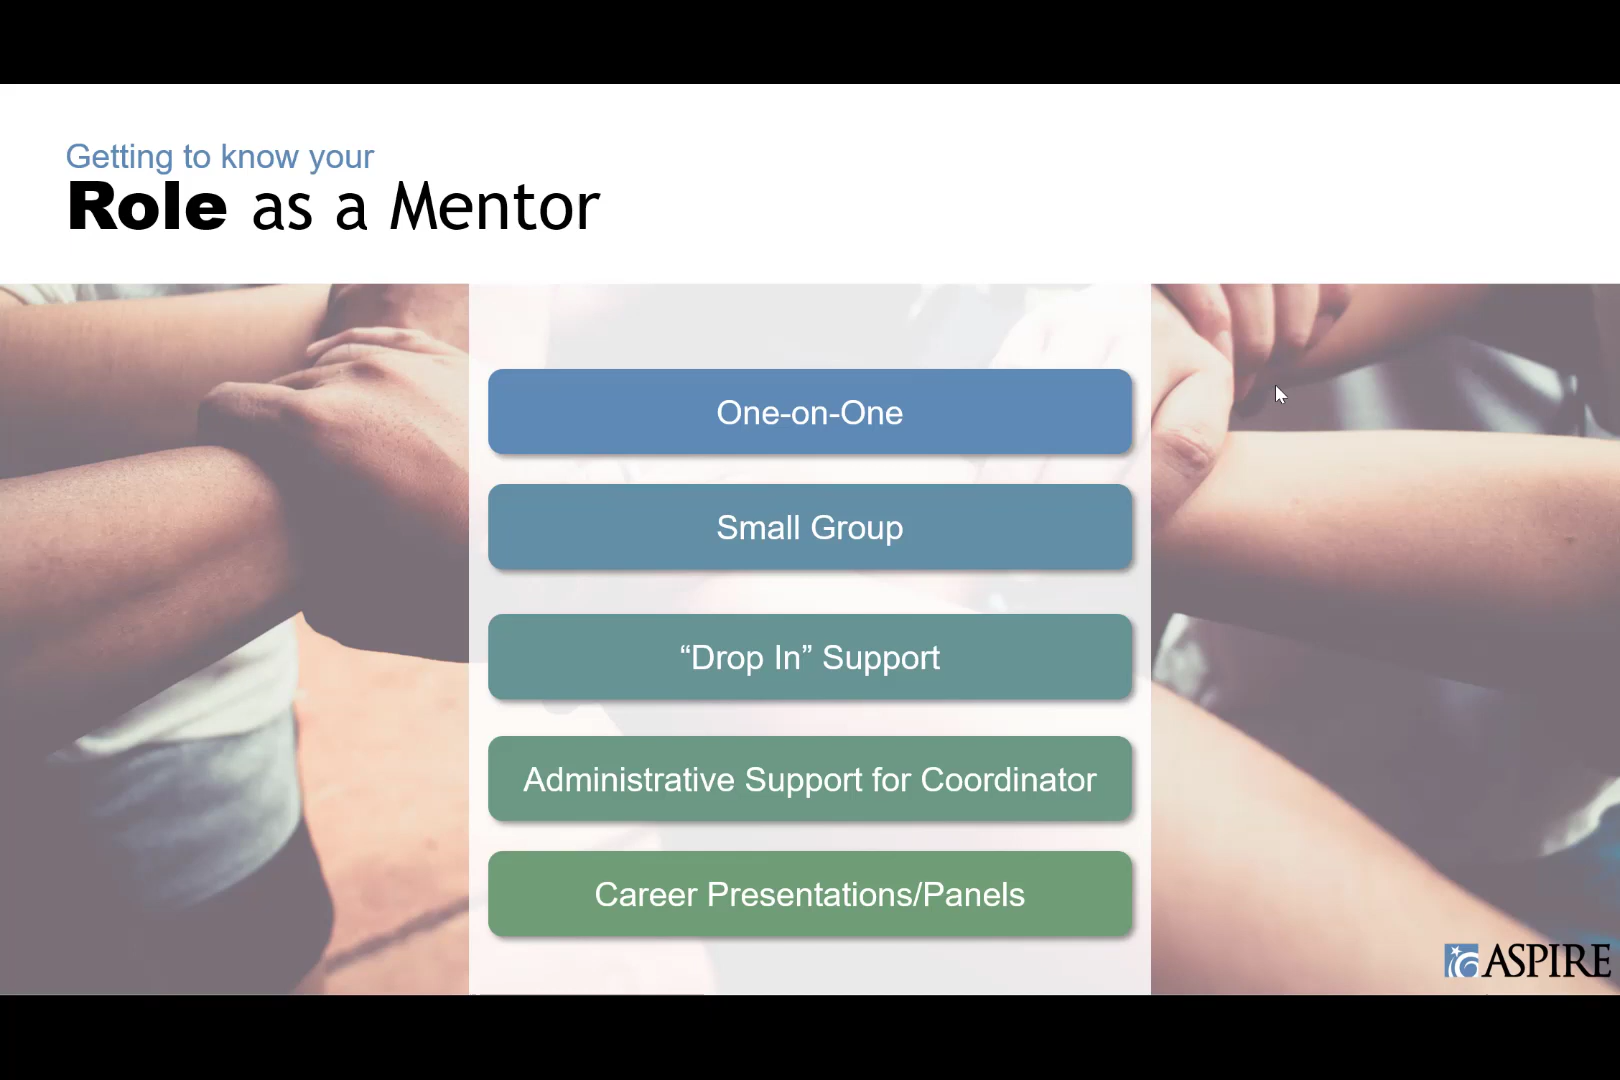 Getting to know your
Role as a Mentor
One-on-One
Small Group
“Drop In” Support
Administrative Support for Coordinator
Career Presentations/Panels
ASPIRE